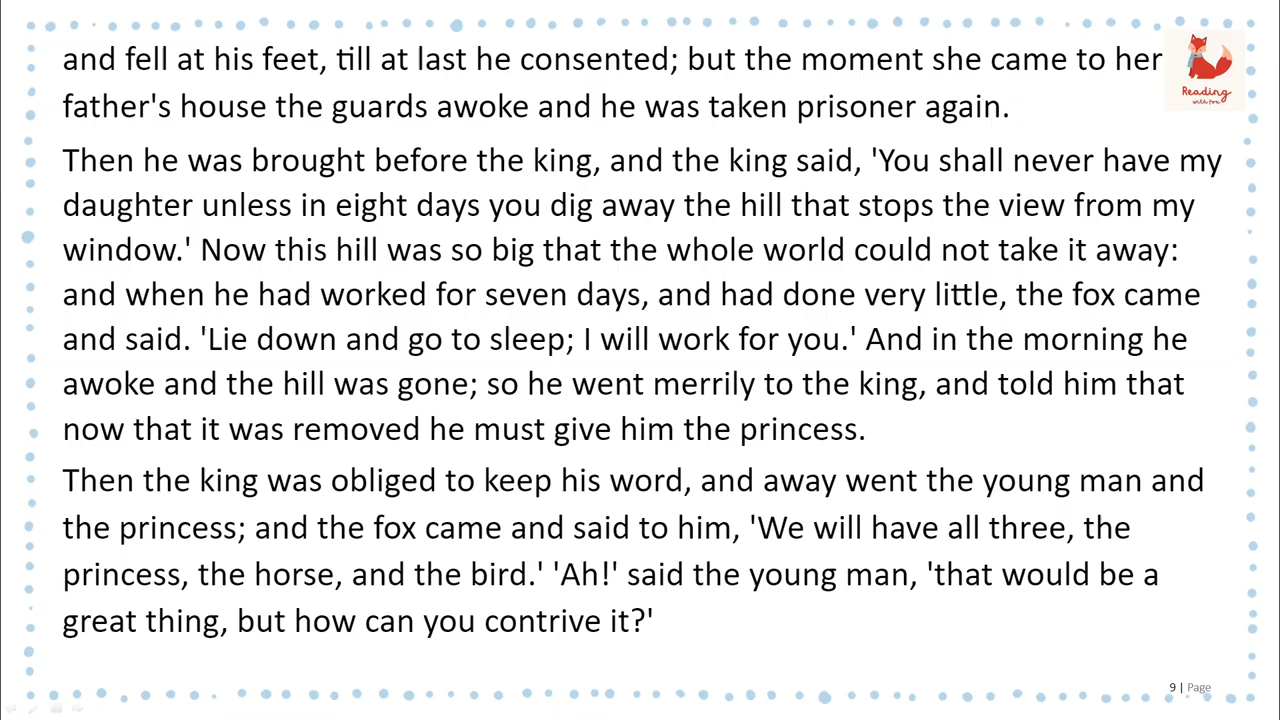 and fell at his feet, till at last he consented; but the moment she came to her
father's house the guards awoke and he was taken prisoner again.
Then he was brought before the king, and the king said, 'You shall never have my
daughter unless in eight days you dig away the hill that stops the view from my
window.' Now this hill was so big that the whole world could not take it away:
and when he had worked for seven days, and had done very little, the fox came
and said. 'Lie down and go to sleep; I will work for you.' And in the morning he
awoke and the hill was gone; so he went merrily to the king, and told him that
now that it was removed he must give him the princess.
Then the king was obliged to keep his word, and away went the young man and
the princess; and the fox came and said to him, 'We will have all three, the
princess, the horse, and the bird.' 'Ah!' said the young man, 'that would be a
great thing, but how can you contrive it?'
Reading
with fox
9 | Page